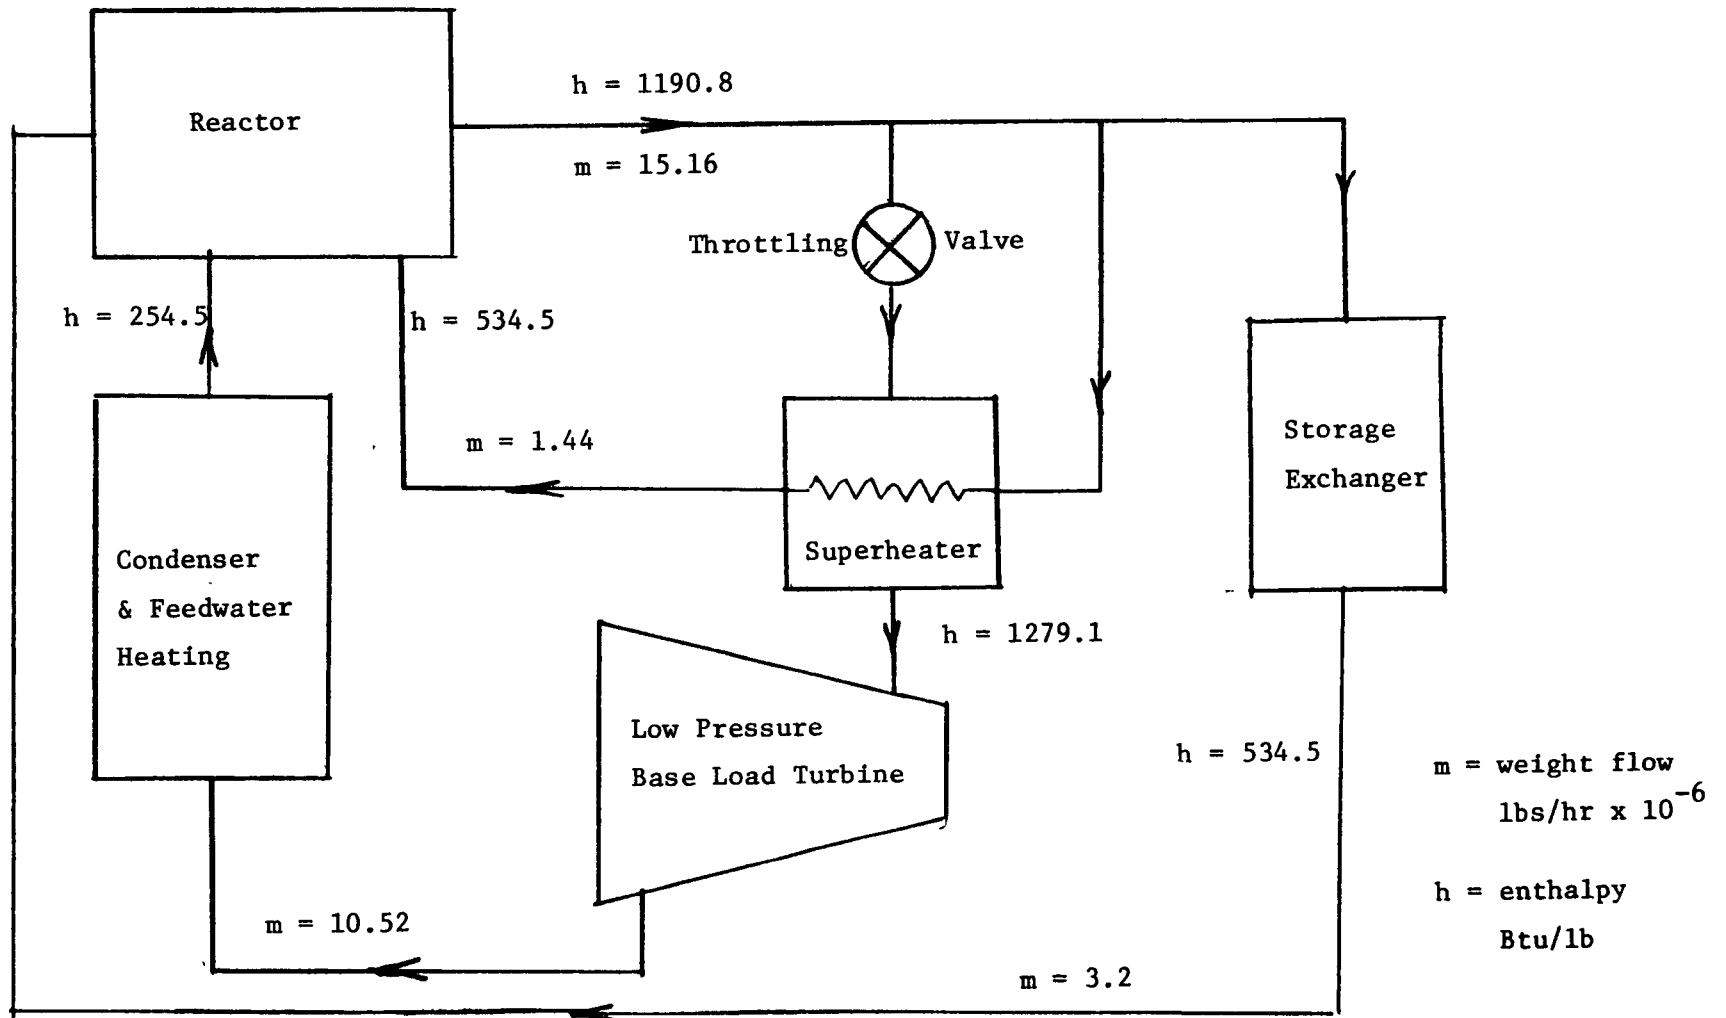 h = 1190.8
Reactor
m = 15.16
Throttling Valve
h = 254.5
h = 534.5
m = 1.44
Storage
Exchanger
Superheater
Condenser
& Feedwater
Heating
h = 1279.1
Low Pressure
Base Load Turbine
h = 534.5
m = weight flow
lbs/hr x 10⁻⁶
m = 10.52
h = enthalpy
Btu/lb
m = 3.2